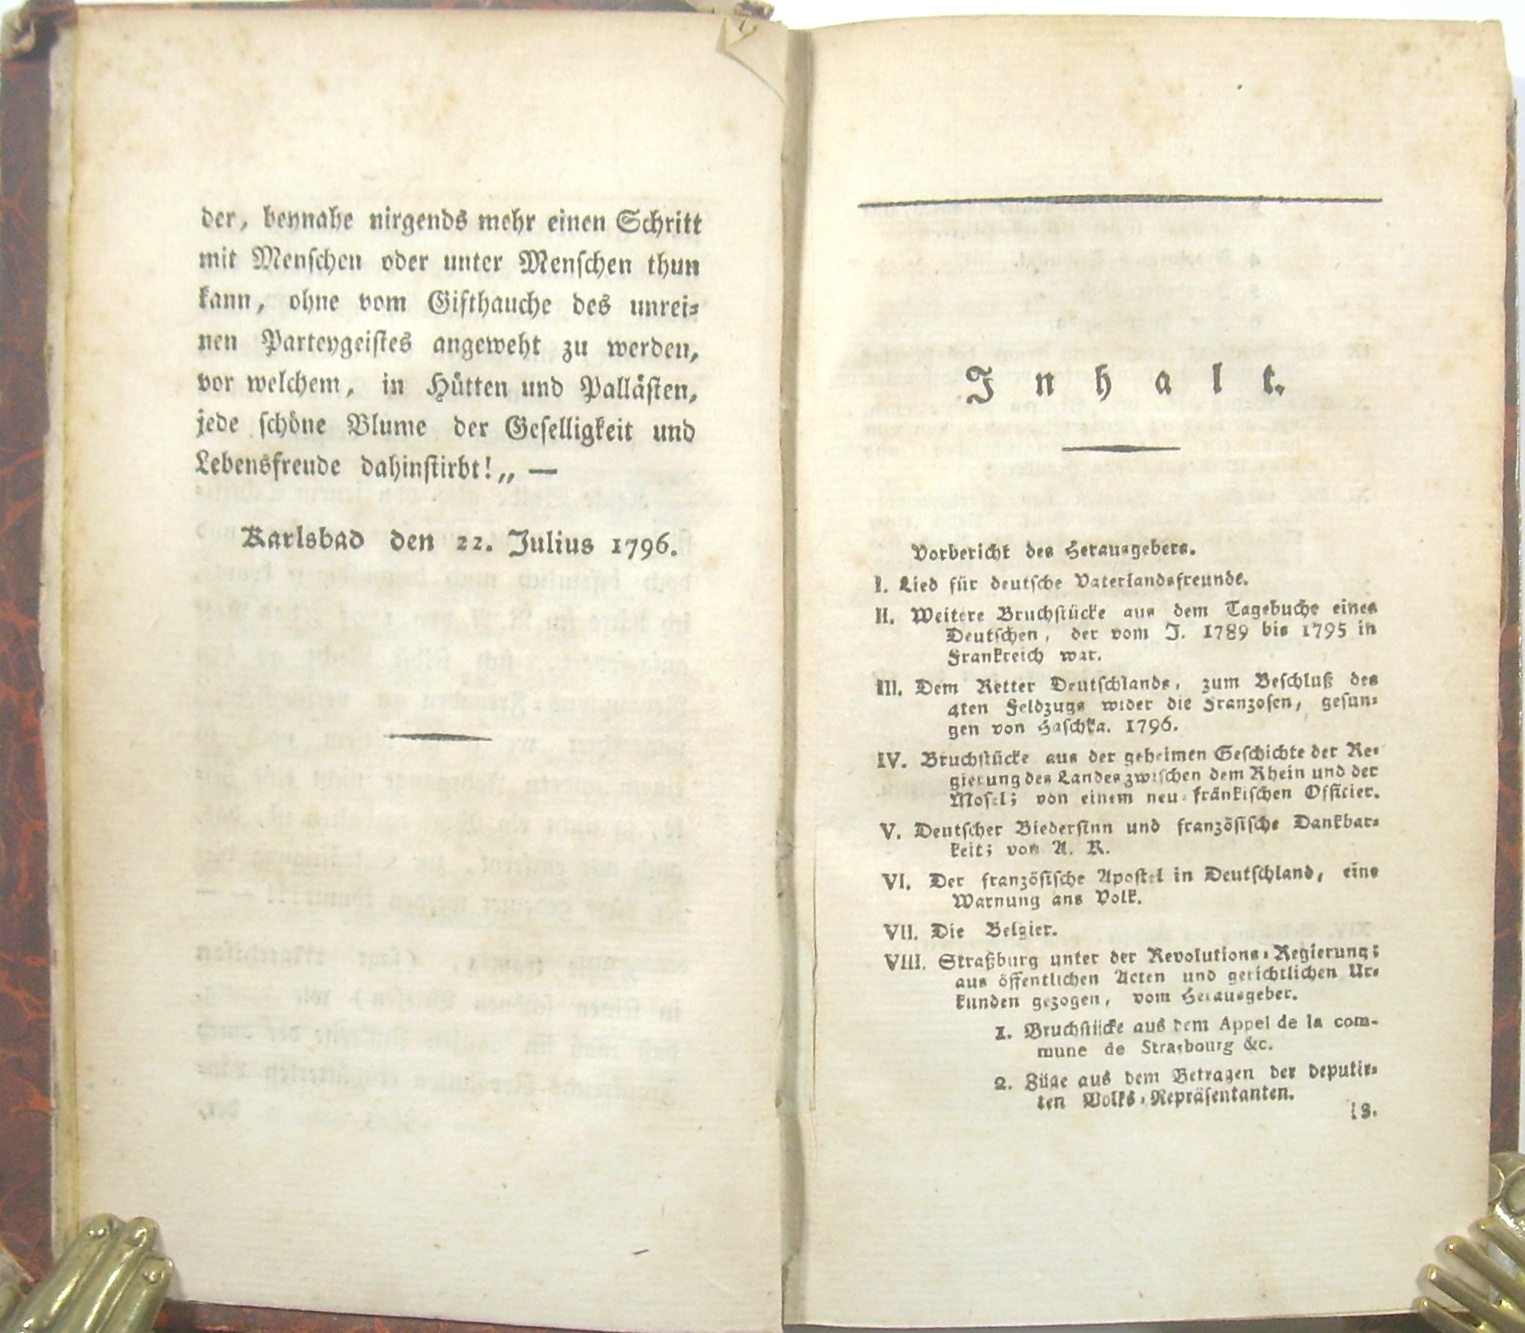 der, beynahe nirgends mehr einen Schritt
mit Menschen oder unter Menschen thun
kann, ohne vom Gifthauche des unrei⸗
nen Parteygeistes angeweht zu werden,
vor welchem, in Hütten und Pallästen,
jede schöne Blume der Geselligkeit und
Lebensfreude dahinstirbt!„ —
Karlsbad den 22. Julius 1796.
Inhalt.
Vorbericht des Herausgebers.
I. Lied für deutsche Vaterlandsfreunde.
II. Weitere Bruchstücke aus dem Tagebuche eines
Deutschen, der vom J. 1789 bis 1795 in
Frankreich war.
III. Dem Retter Deutschlands, zum Beschluß des
4ten Feldzugs wider die Franzosen, gesun⸗
gen von Haschka. 1796.
IV. Bruchstücke aus der geheimen Geschichte der Re⸗
gierung des Landes zwischen dem Rhein und der
Mosel; von einem neu⸗fränkischen Officier.
V. Deutscher Biedersinn und französische Dankbar⸗
keit; von A. R.
VI. Der französische Apostel in Deutschland, eine
Warnung ans Volk.
VII. Die Belgier.
VIII. Straßburg unter der Revolutions⸗Regierung;
aus öffentlichen Acten und gerichtlichen Ur⸗
kunden gezogen, vom Herausgeber.
1. Bruchstücke aus dem Appel de la com-
mune de Strasbourg &c.
2. Züge aus dem Betragen der deputir⸗
ten Volks⸗Repräsentanten.